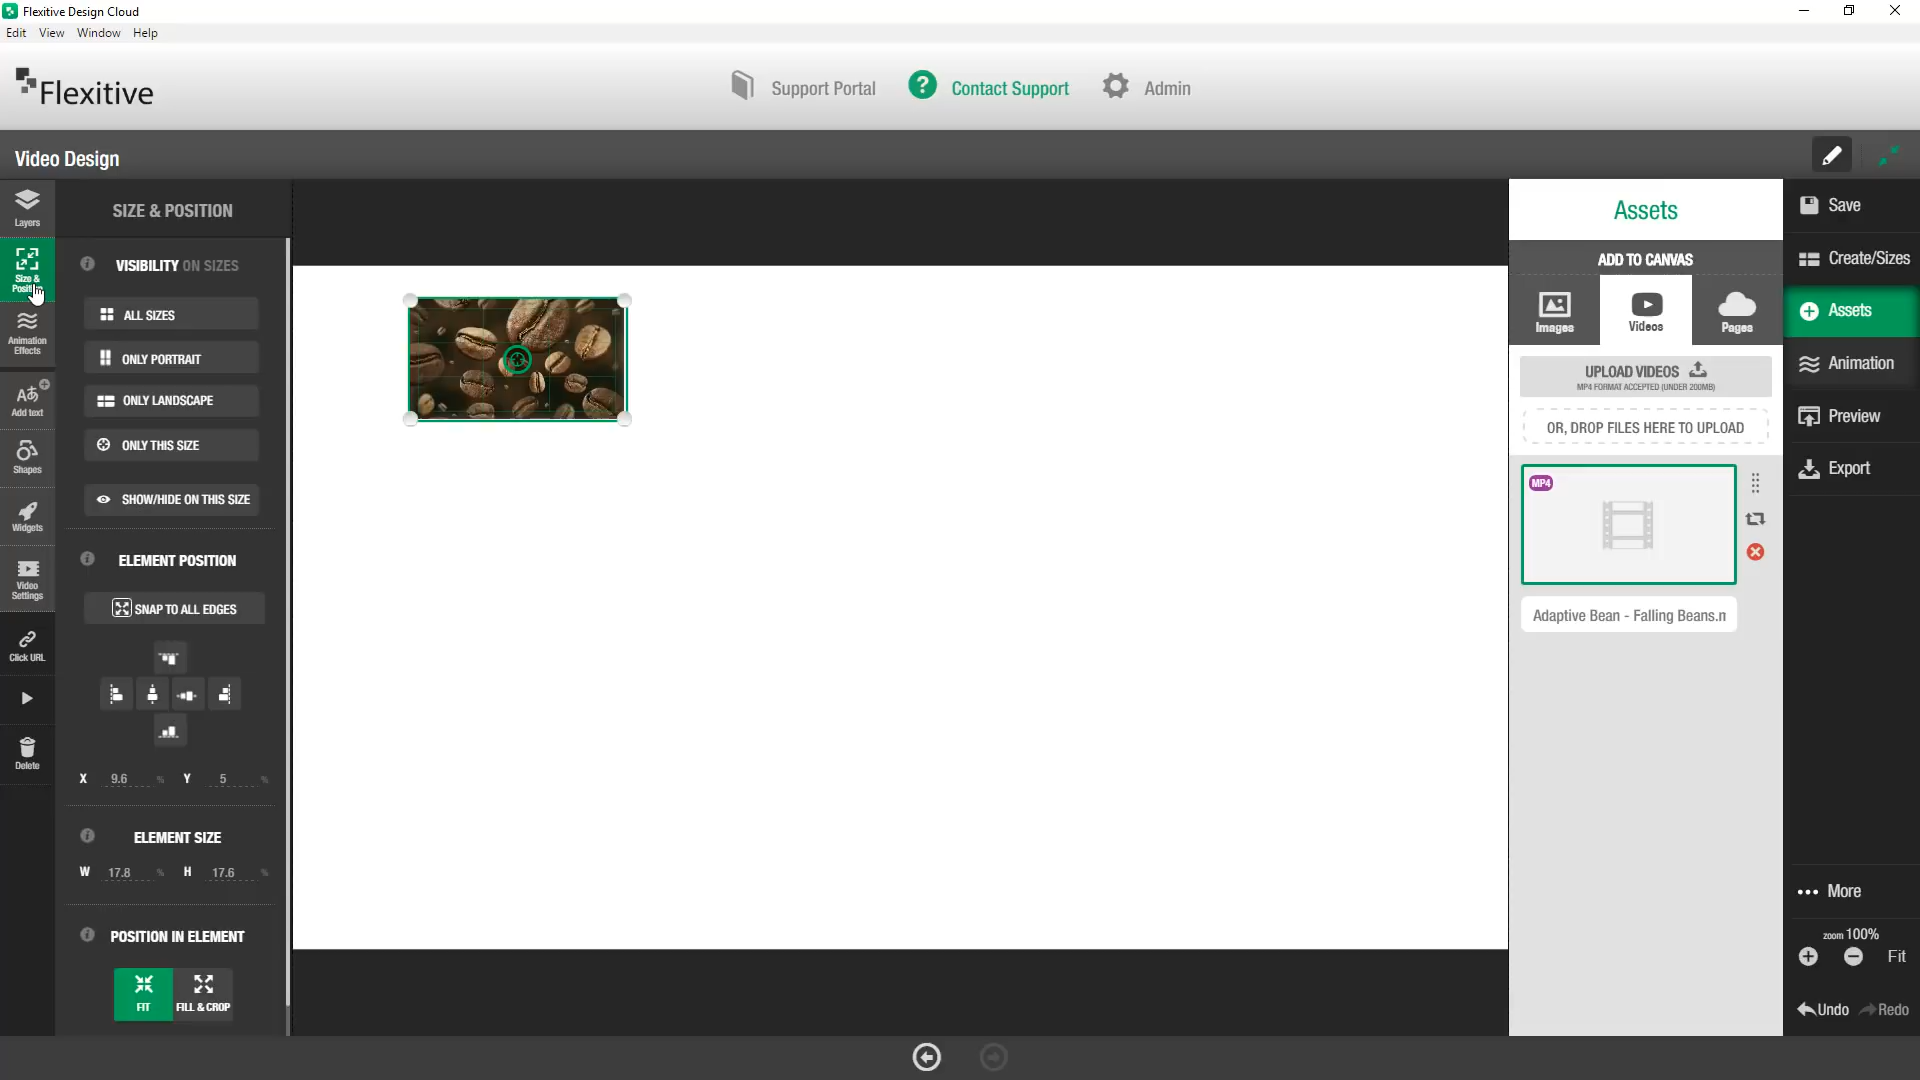 Flexitive Design Cloud
Edit View Window Help
Flexitive
Support Portal
? Contact Support
Admin
Video Design
Layers
Size &
Animation
Effects
Aa
Add text
Shapes
Widgets
Video
Settings
Click URL
Delete
SIZE & POSITION
VISIBILITY ON SIZES
ALL SIZES
ONLY PORTRAIT
ONLY LANDSCAPE
ONLY THIS SIZE
SHOW/HIDE ON THIS SIZE
ELEMENT POSITION
SNAP TO ALL EDGES
X 9.6 % Y 5 %
ELEMENT SIZE
W 17.8 % H 17.6 %
POSITION IN ELEMENT
FIT
FILL & CROP
Assets
ADD TO CANVAS
Images
Videos
Pages
UPLOAD VIDEOS
MP4 FORMAT ACCEPTED (UNDER 200MB)
OR, DROP FILES HERE TO UPLOAD
MP4
Adaptive Bean - Falling Beans.
Save
Create/Sizes
Assets
Animation
Preview
Export
More
zoom 100%
Fit
Undo
Redo